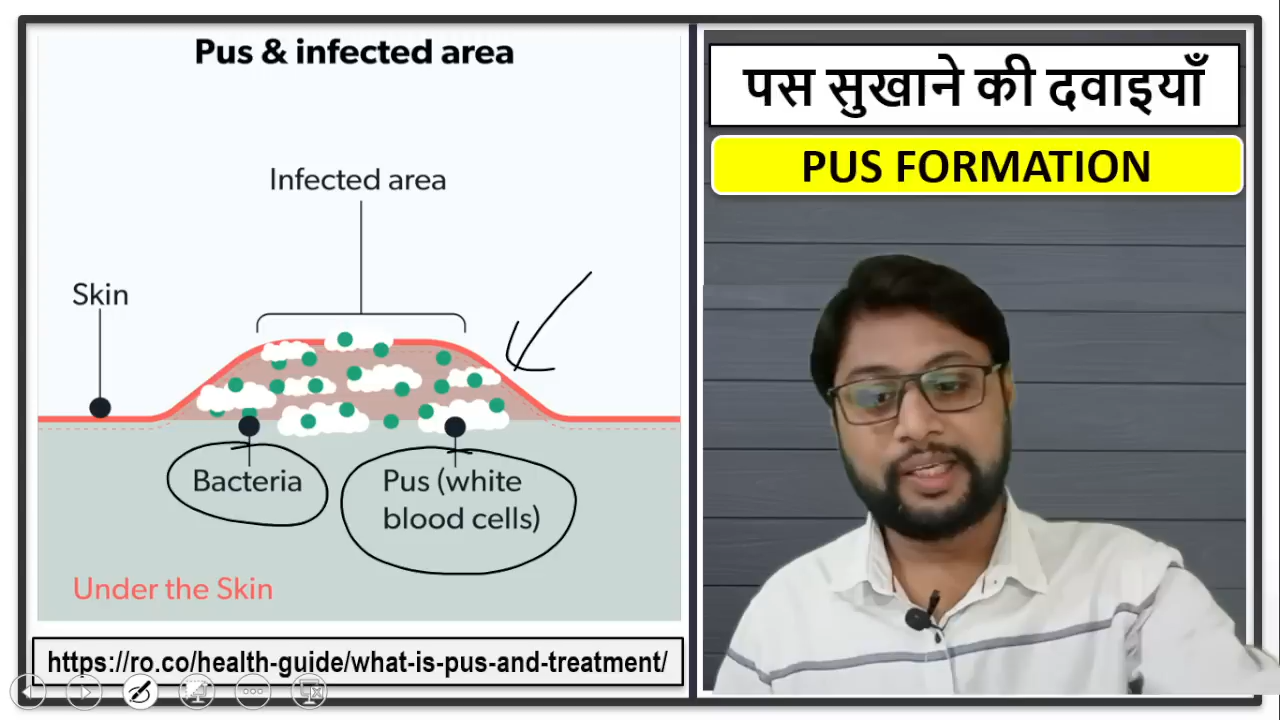 Pus & infected area
Infected area
Skin
Bacteria
Pus (white
blood cells)
Under the Skin
https://ro.co/health-guide/what-is-pus-and-treatment/
पस सुखाने की दवाइयाँ
PUS FORMATION